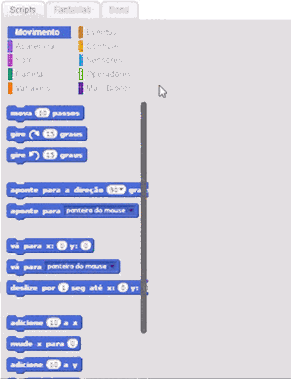 Scripts Fantasias Sons
Movimento Eventos
Aparência Controle
Som Sensores
Caneta Operadores
Variáveis Mais Blocos
mova 10 passos
gire 15 graus
gire 15 graus
aponte para a direção 90 gra
aponte para ponteiro do mouse
vá para x: 0 y: 0
vá para ponteiro do mouse
deslize por 1 seg até x: 0 y:
adicione 10 a x
mude x para 0
adicione 10 a y